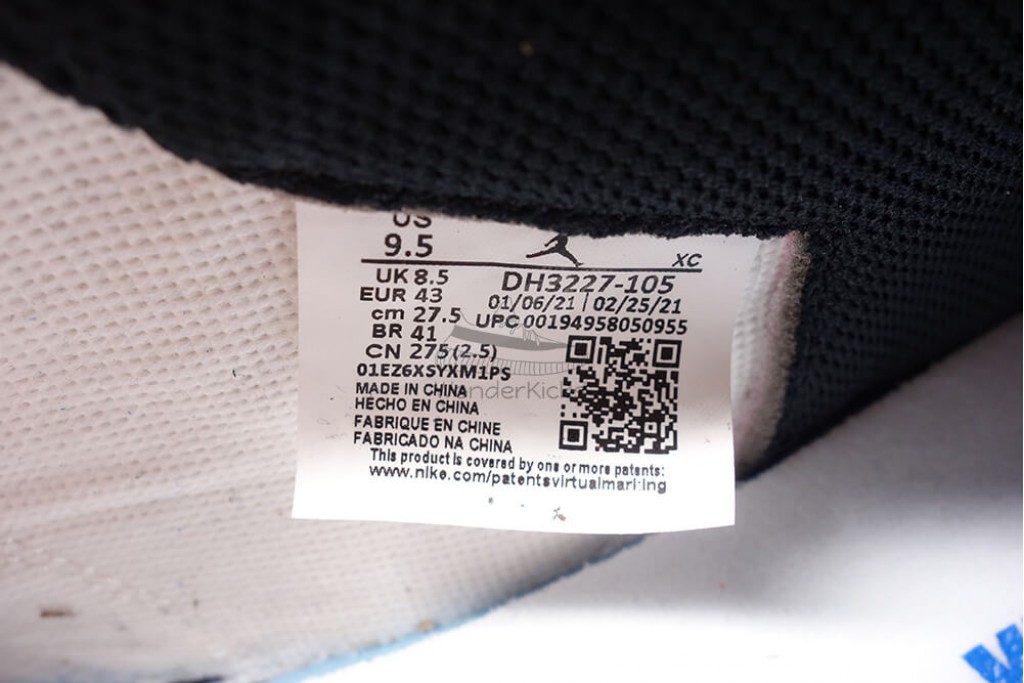 US
9.5
XC
UK 8.5
DH3227-105
EUR 43
01/06/21 | 02/25/21
cm 27.5
UPC 00194958050955
BR 41
CN 275(2.5)
01EZ6XSYXM1PS
MADE IN CHINA
HECHO EN CHINA
FABRIQUE EN CHINE
FABRICADO NA CHINA
This product is covered by one or more patents:
www.nike.com/patentsvirtualmarking